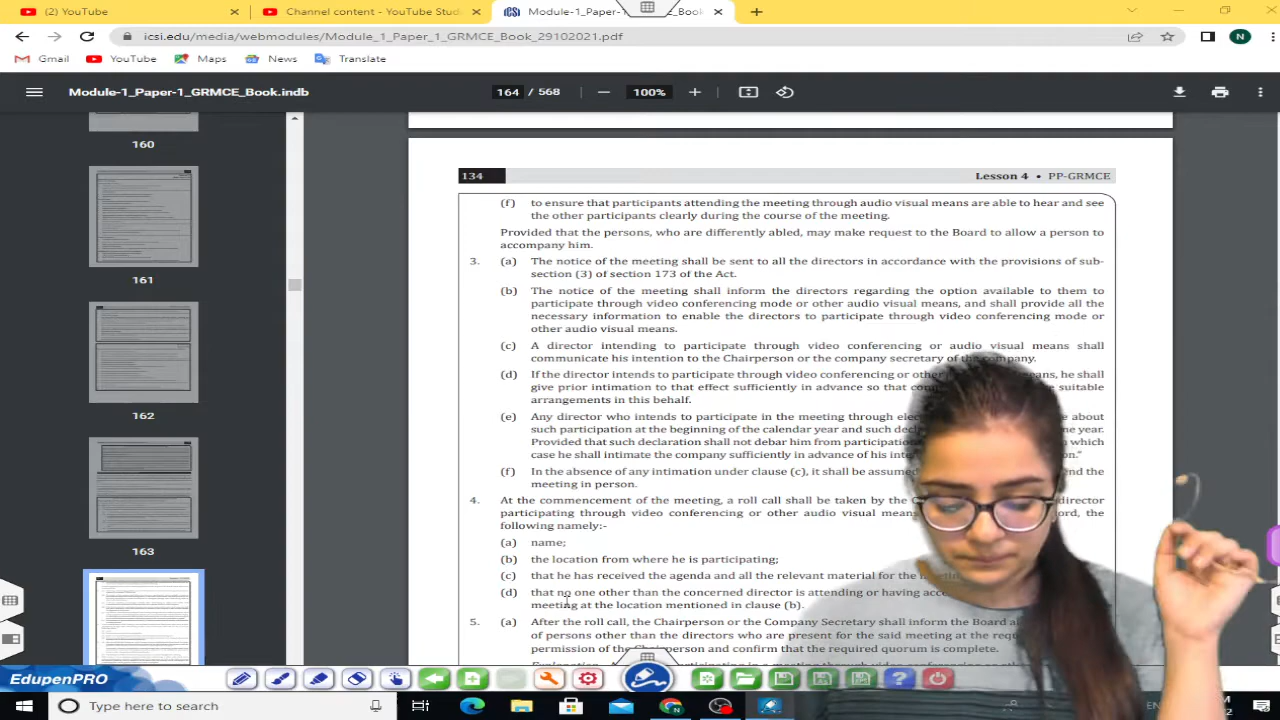 (2) YouTube
Channel content - YouTube Stud
Module-1_Paper-1 Book
icsi.edu/media/webmodules/Module_1_Paper_1_GRMCE_Book_29102021.pdf
N
Gmail YouTube Maps News Translate
Module-1_Paper-1_GRMCE_Book.indb
164 / 568
100%
160
161
162
163
134 Lesson 4 • PP-GRMCE
(f) to ensure that participants attending the meeting through audio visual means are able to hear and see
the other participants clearly during the course of the meeting.
Provided that the persons, who are differently abled, may make request to the Board to allow a person to
accompany him.
3. (a) The notice of the meeting shall be sent to all the directors in accordance with the provisions of sub-
section (3) of section 173 of the Act.
(b) The notice of the meeting shall inform the directors regarding the option available to them to
participate through video conferencing mode or other audio visual means, and shall provide all the
necessary information to enable the directors to participate through video conferencing mode or
other audio visual means.
(c) A director intending to participate through video conferencing or audio visual means shall
communicate his intention to the Chairperson or the company secretary of the company.
(d) If the director intends to participate through video conferencing or other means, he shall
give prior intimation to that effect sufficiently in advance so that suitable
arrangements in this behalf.
(e) Any director who intends to participate in the meeting through about
such participation at the beginning of the calendar year and such one year.
Provided that such declaration shall not debar him from participation which
case he shall intimate the company sufficiently in advance of his
(f) In the absence of any intimation under clause (c), it shall be assumed the
meeting in person.
4. At the commencement of the meeting, a roll call shall be taken by the director
participating through video conferencing or other audio visual means the
following namely:-
(a) name;
(b) the location from where he is participating;
(c) that he has received the agenda and all the relevant material for the
(d) that no one other than the concerned director is attending or having
meeting at the location mentioned in clause (b).
5. (a) After the roll call, the Chairperson or the Company Secretary shall inform the Board
of persons other than the directors who are present for the said meeting at the
permission of the Chairperson and confirm that the required quorum is complete.
EdupenPRO
Type here to search